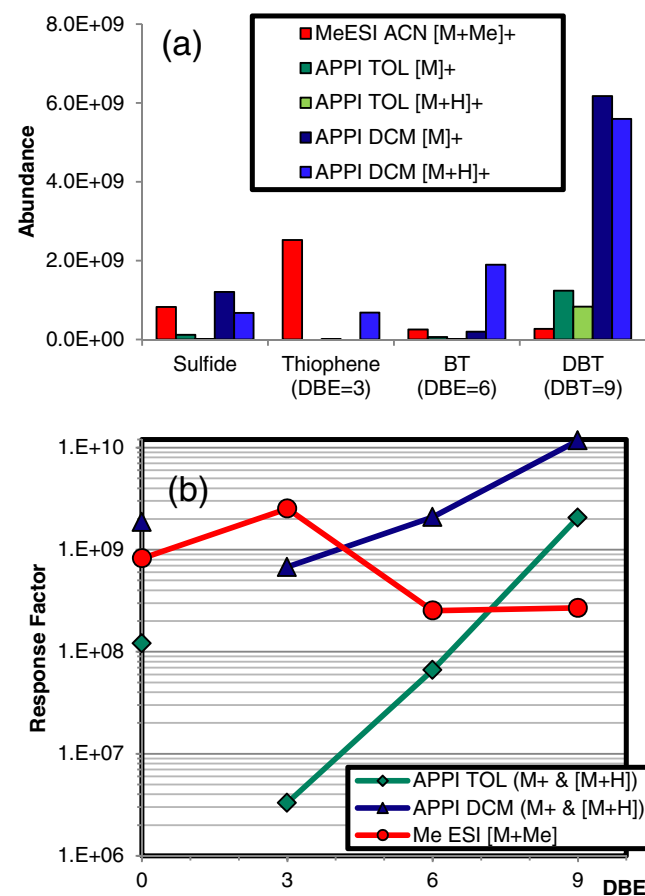 8.0E+09
(a)
MeESI ACN [M+Me]+
APPI TOL [M]+
APPI TOL [M+H]+
APPI DCM [M]+
APPI DCM [M+H]+
6.0E+09
4.0E+09
2.0E+09
0.0E+00
Abundance
Sulfide Thiophene BT DBT
(DBE=3) (DBE=6) (DBT=9)
1.E+10
(b)
1.E+09
1.E+08
1.E+07
1.E+06
Response Factor
APPI TOL (M+ & [M+H])
APPI DCM (M+ & [M+H])
Me ESI [M+Me]
0 3 6 9 DBE